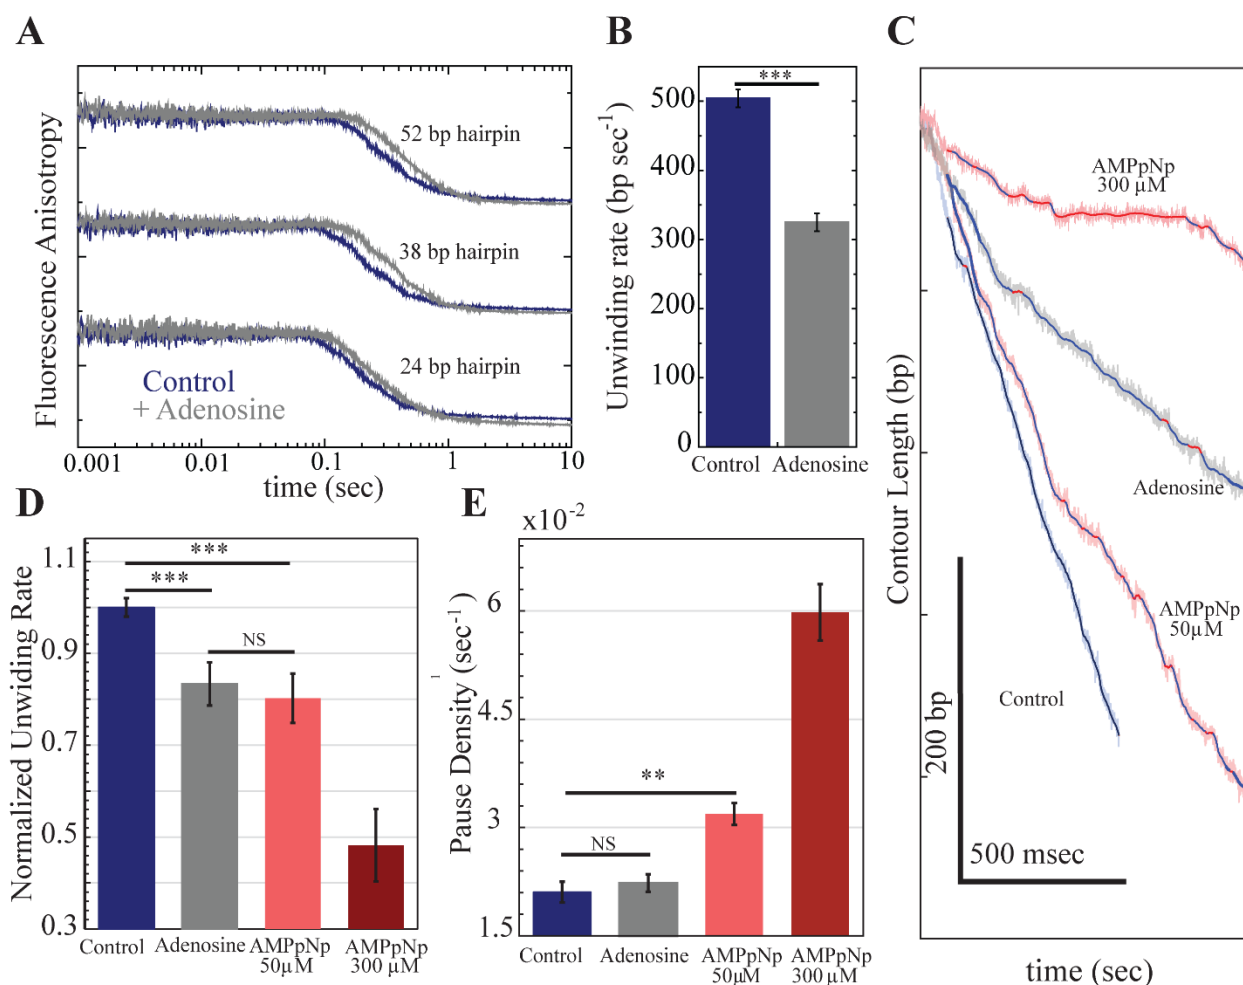 A
Fluorescence Anisotropy
52 bp hairpin
38 bp hairpin
24 bp hairpin
Control
+ Adenosine
0.001
0.01
0.1
1
10
time (sec)
B
Unwinding rate (bp sec-1)
500
400
300
200
100
0
***
Control
Adenosine
C
Contour Length (bp)
AMPpNp
300 µM
Adenosine
AMPpNp
50µM
Control
200 bp
500 msec
time (sec)
D
Normalized Unwiding Rate
1.1
0.9
0.7
0.5
0.3
***
***
NS
Control
Adenosine
AMPpNp
50µM
AMPpNp
300 µM
E
x10-2
Pause Density (sec-1)
1
6
4.5
3
1.5
**
NS
Control
Adenosine
AMPpNp
50µM
AMPpNp
300 µM